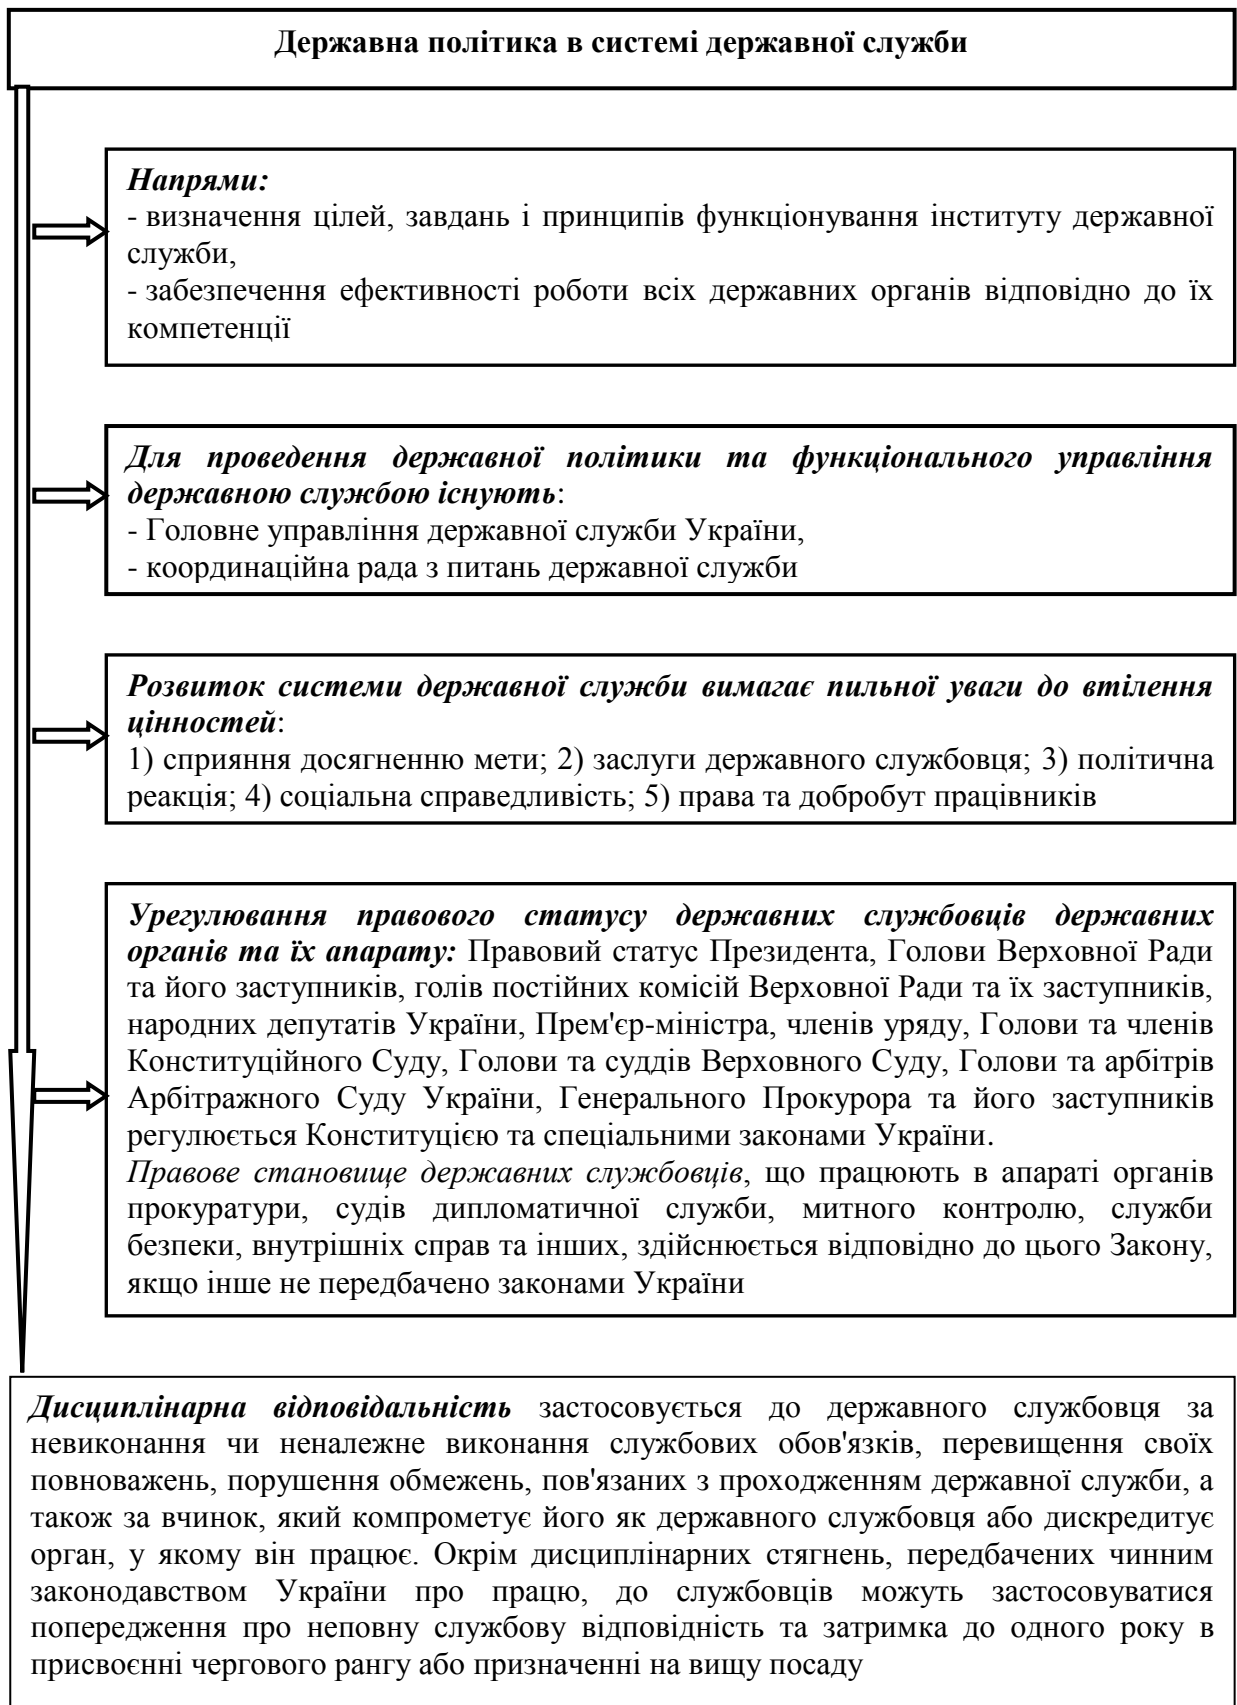 Державна політика в системі державної служби
Напрями:
- визначення цілей, завдань і принципів функціонування інституту державної
служби,
- забезпечення ефективності роботи всіх державних органів відповідно до їх
компетенції
Для проведення державної політики та функціонального управління
державною службою існують:
- Головне управління державної служби України,
- координаційна рада з питань державної служби
Розвиток системи державної служби вимагає пильної уваги до втілення
цінностей:
1) сприяння досягненню мети; 2) заслуги державного службовця; 3) політична
реакція; 4) соціальна справедливість; 5) права та добробут працівників
Урегулювання правового статусу державних службовців державних
органів та їх апарату: Правовий статус Президента, Голови Верховної Ради
та його заступників, голів постійних комісій Верховної Ради та їх заступників,
народних депутатів України, Прем'єр-міністра, членів уряду, Голови та членів
Конституційного Суду, Голови та суддів Верховного Суду, Голови та арбітрів
Арбітражного Суду України, Генерального Прокурора та його заступників
регулюється Конституцією та спеціальними законами України.
Правове становище державних службовців, що працюють в апараті органів
прокуратури, судів дипломатичної служби, митного контролю, служби
безпеки, внутрішніх справ та інших, здійснюється відповідно до цього Закону,
якщо інше не передбачено законами України
Дисциплінарна відповідальність застосовується до державного службовця за
невиконання чи неналежне виконання службових обов'язків, перевищення своїх
повноважень, порушення обмежень, пов'язаних з проходженням державної служби, а
також за вчинок, який компрометує його як державного службовця або дискредитує
орган, у якому він працює. Окрім дисциплінарних стягнень, передбачених чинним
законодавством України про працю, до службовців можуть застосовуватися
попередження про неповну службову відповідність та затримка до одного року в
присвоєнні чергового рангу або призначенні на вищу посаду